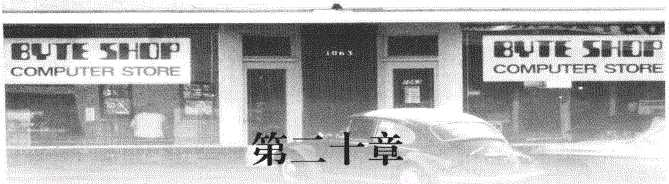 BYTE SHOP
COMPUTER STORE
1063
BYTE SHOP
COMPUTER STORE
第二十章